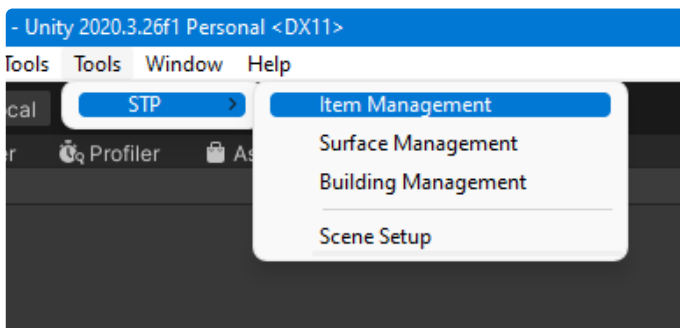 - Unity 2020.3.26f1 Personal <DX11>
Tools Tools Window Help
cal STP Item Management
Surface Management
Profiler As
Building Management
Scene Setup